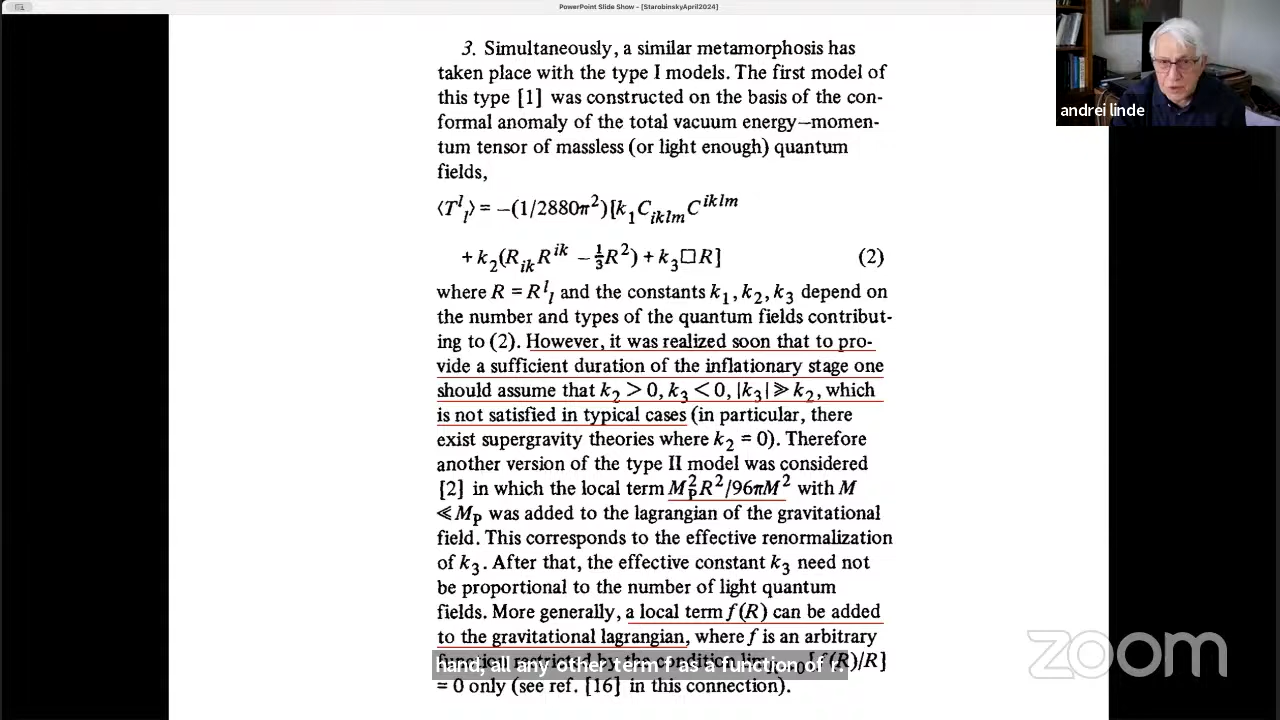 PowerPoint Slide Show - [StarobinskyApril2024]
3. Simultaneously, a similar metamorphosis has
taken place with the type I models. The first model of
this type [1] was constructed on the basis of the con-
formal anomaly of the total vacuum energy–momen-
tum tensor of massless (or light enough) quantum
fields,
⟨T^l_l⟩ = −(1/2880π²)[k₁C_{iklm}C^{iklm}
+ k₂(R_{ik}R^{ik} − ⅓R²) + k₃□R] (2)
where R = R^l_l and the constants k₁, k₂, k₃ depend on
the number and types of the quantum fields contribut-
ing to (2). However, it was realized soon that to pro-
vide a sufficient duration of the inflationary stage one
should assume that k₂ > 0, k₃ < 0, |k₃| ≫ k₂, which
is not satisfied in typical cases (in particular, there
exist supergravity theories where k₂ = 0). Therefore
another version of the type II model was considered
[2] in which the local term M_P²R²/96πM² with M
≪ M_P was added to the lagrangian of the gravitational
field. This corresponds to the effective renormalization
of k₃. After that, the effective constant k₃ need not
be proportional to the number of light quantum
fields. More generally, a local term f(R) can be added
to the gravitational lagrangian, where f is an arbitrary
[f(R)/R]
hand, all any other term f as a function of r.
= 0 only (see ref. [16] in this connection).
andrei linde
zoom